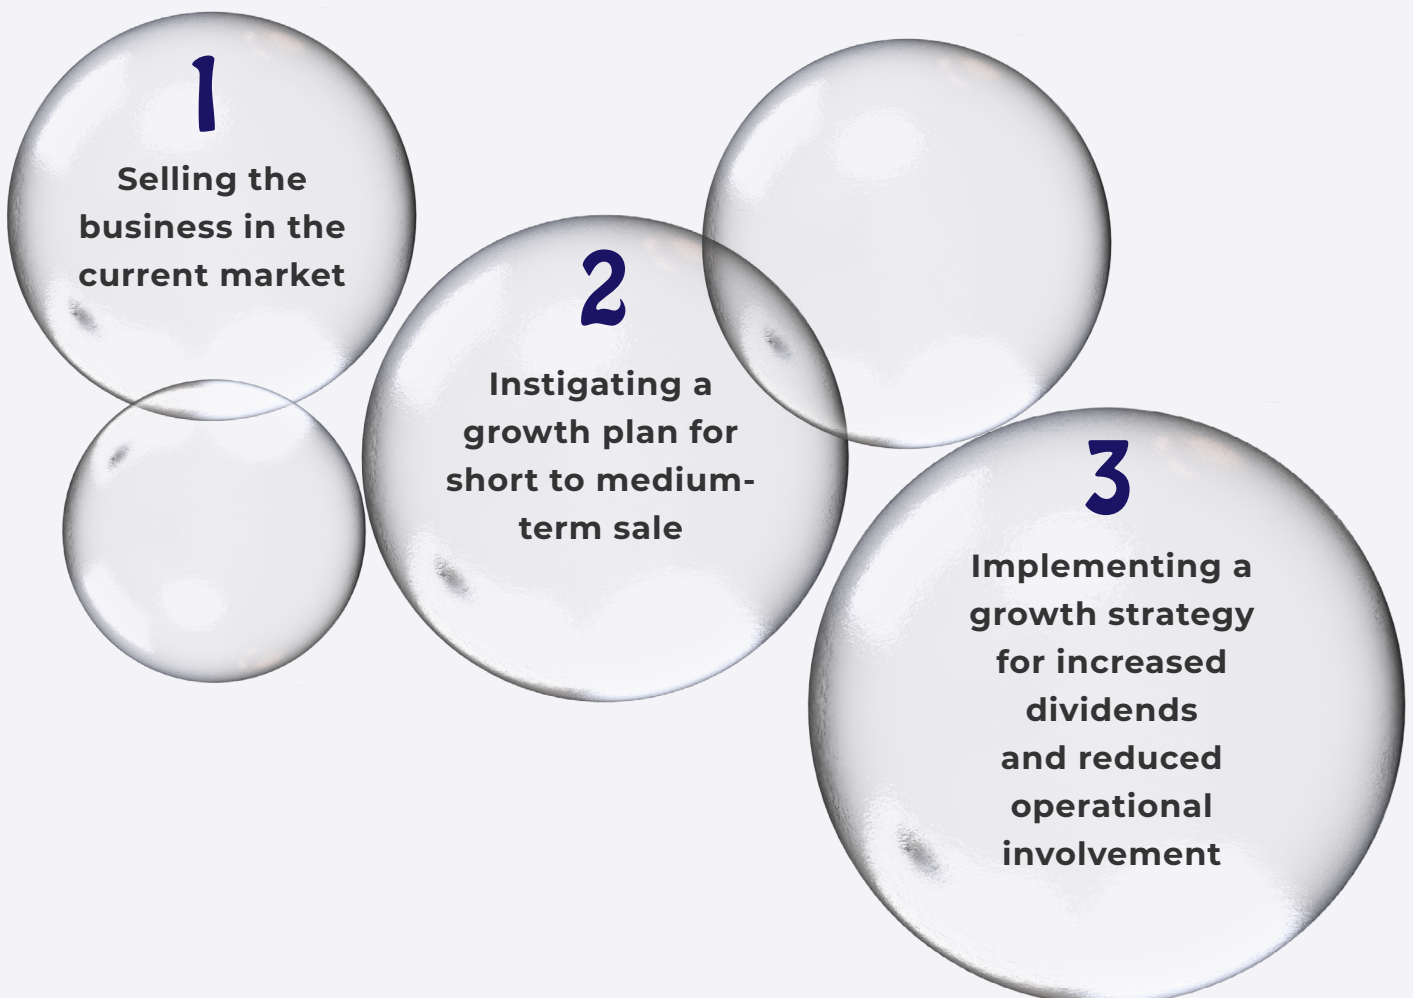 1
Selling the
business in the
current market
2
Instigating a
growth plan for
short to medium-
term sale
3
Implementing a
growth strategy
for increased
dividends
and reduced
operational
involvement